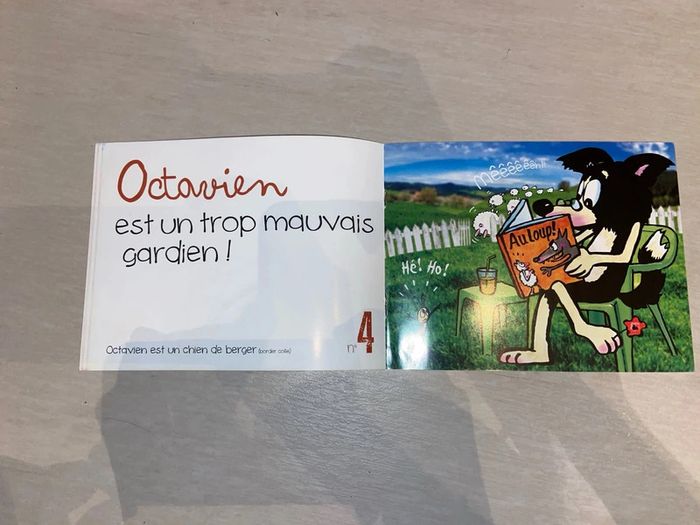 Octavien
est un trop mauvais
gardien !
Octavien est un chien de berger (border collie)
n° 4
Mêêêêêên!!
Au loup!
Hé! Ho!